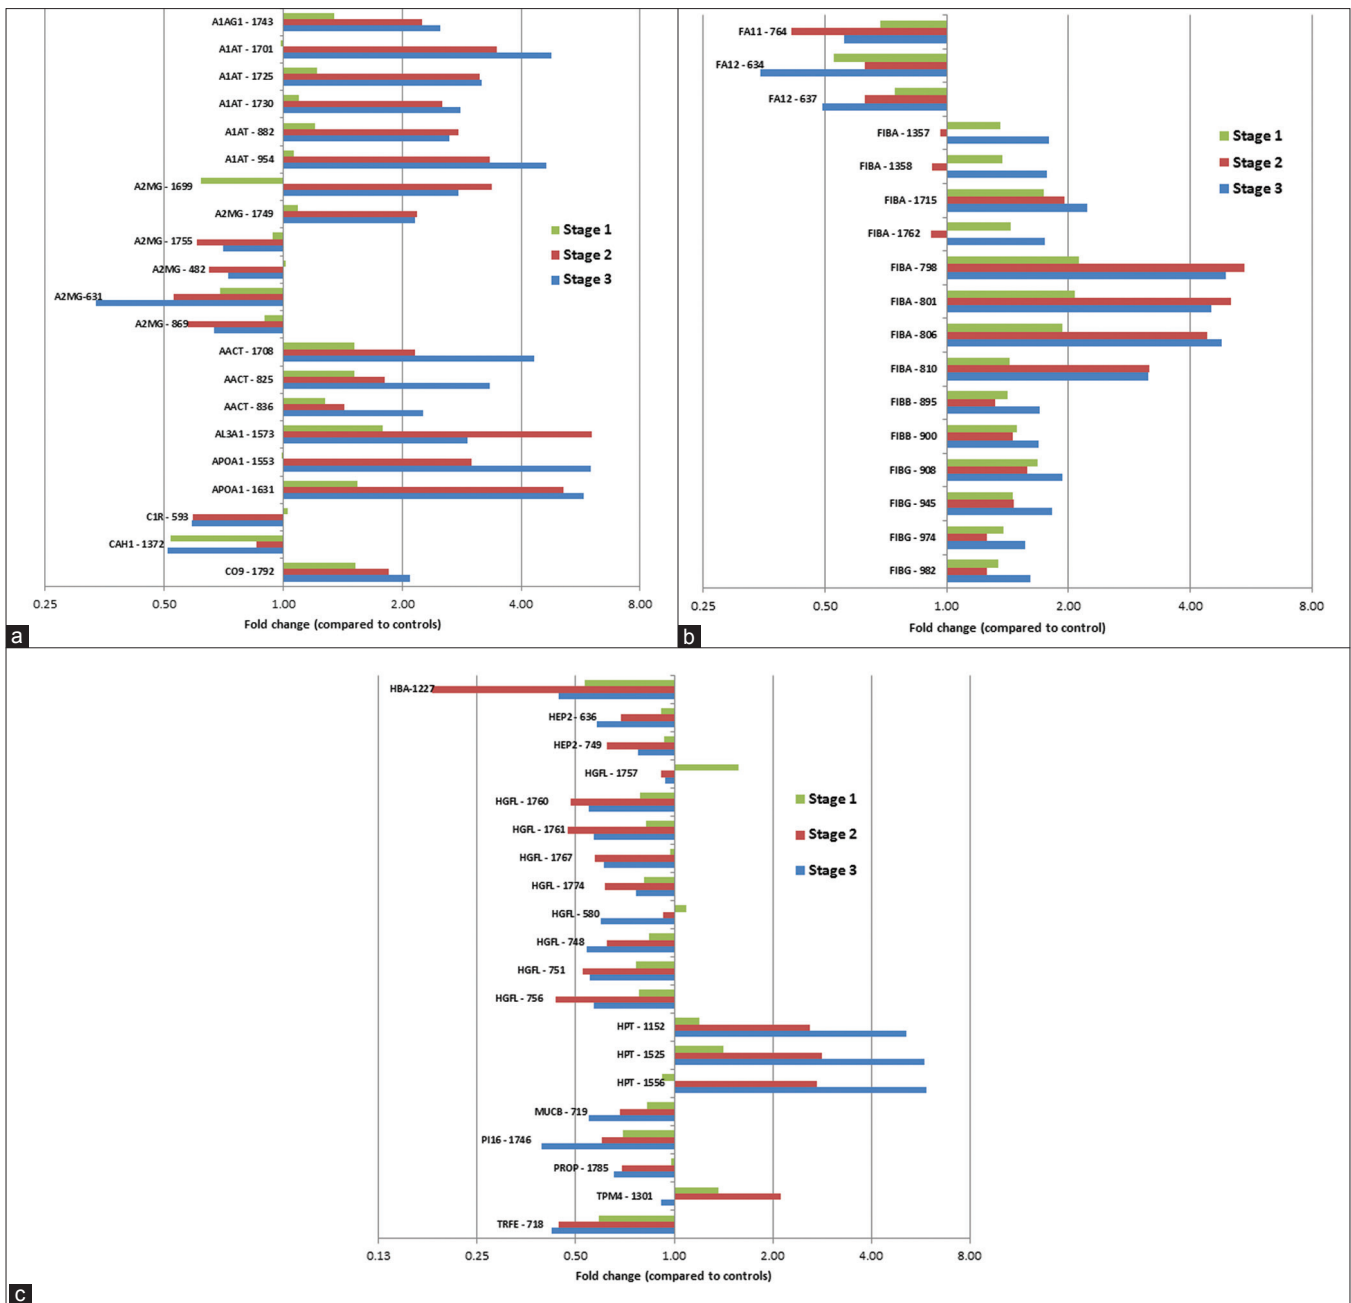 A1AG1 - 1743
A1AT - 1701
A1AT - 1725
A1AT - 1730
A1AT - 882
A1AT - 954
A2MG - 1699
A2MG - 1749
A2MG - 1755
A2MG - 482
A2MG-631
A2MG - 869
AACT - 1708
AACT - 825
AACT - 836
AL3A1 - 1573
APOA1 - 1553
APOA1 - 1631
C1R - 593
CAH1 - 1372
CO9 - 1792
Stage 1
Stage 2
Stage 3
0.25 0.50 1.00 2.00 4.00 8.00
Fold change (compared to controls)
a
FA11 - 764
FA12 - 634
FA12 - 637
FIBA - 1357
FIBA - 1358
FIBA - 1715
FIBA - 1762
FIBA - 798
FIBA - 801
FIBA - 806
FIBA - 810
FIBB - 895
FIBB - 900
FIBG - 908
FIBG - 945
FIBG - 974
FIBG - 982
Stage 1
Stage 2
Stage 3
0.25 0.50 1.00 2.00 4.00 8.00
Fold change (compared to control)
b
HBA-1227
HEP2 - 636
HEP2 - 749
HGFL - 1757
HGFL - 1760
HGFL - 1761
HGFL - 1767
HGFL - 1774
HGFL - 580
HGFL - 748
HGFL - 751
HGFL - 756
HPT - 1152
HPT - 1525
HPT - 1556
MUCB - 719
PI16 - 1746
PROP - 1785
TPM4 - 1301
TRFE - 718
Stage 1
Stage 2
Stage 3
0.13 0.25 0.50 1.00 2.00 4.00 8.00
Fold change (compared to controls)
c